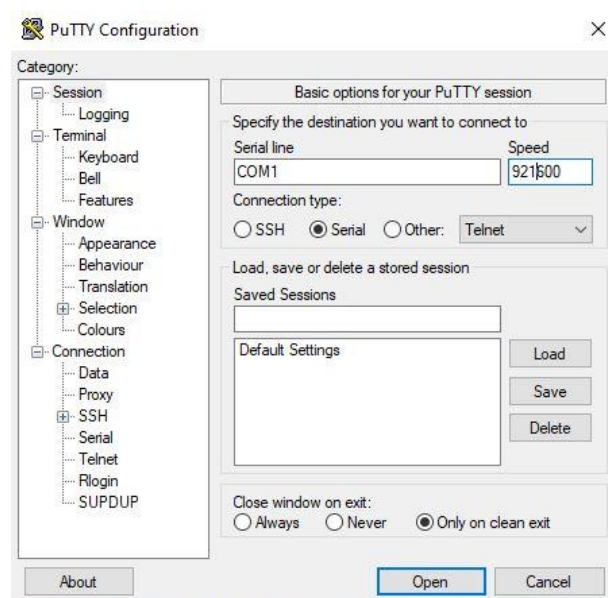 PuTTY Configuration
Category:
Session
Logging
Terminal
Keyboard
Bell
Features
Window
Appearance
Behaviour
Translation
Selection
Colours
Connection
Data
Proxy
SSH
Serial
Telnet
Rlogin
SUPDUP
Basic options for your PuTTY session
Specify the destination you want to connect to
Serial line Speed
COM1 921600
Connection type:
SSH Serial Other: Telnet
Load, save or delete a stored session
Saved Sessions
Default Settings
Load
Save
Delete
Close window on exit:
Always Never Only on clean exit
About Open Cancel